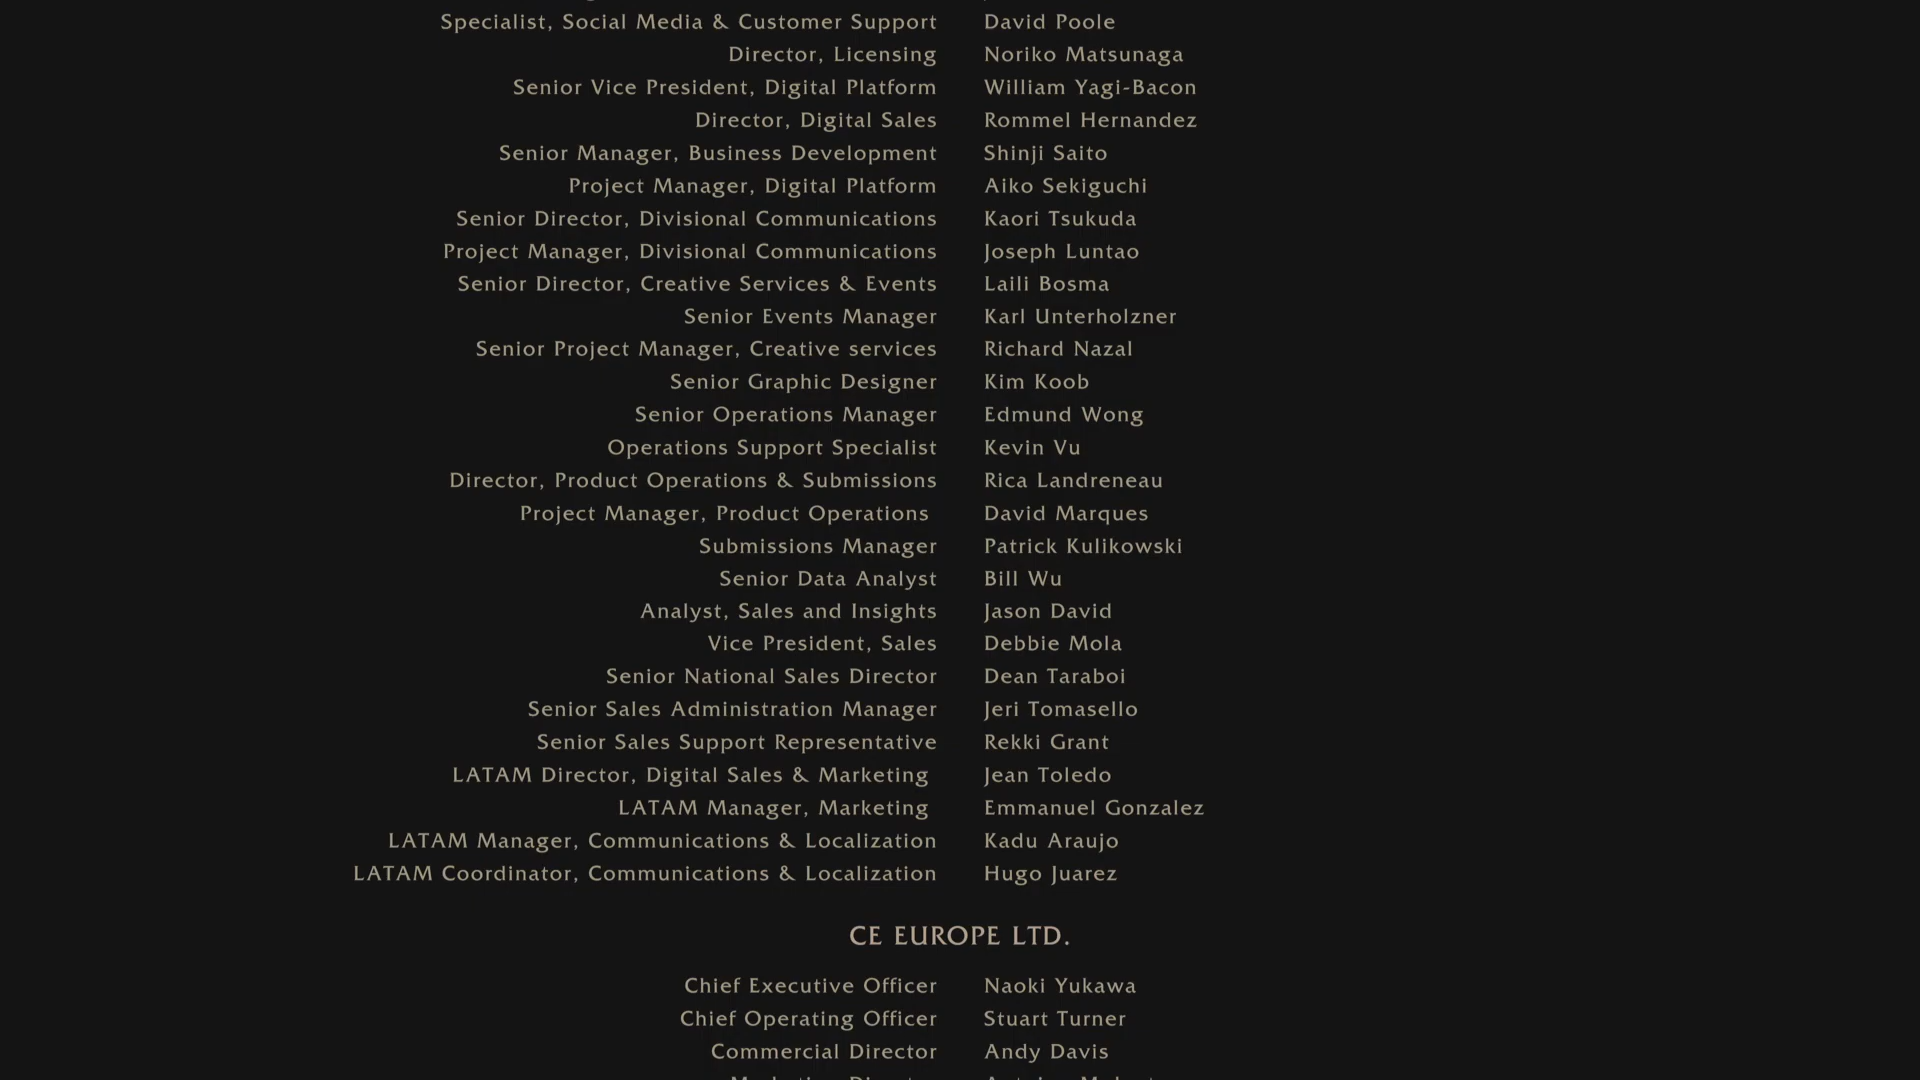 Specialist, Social Media & Customer Support David Poole
Director, Licensing Noriko Matsunaga
Senior Vice President, Digital Platform William Yagi-Bacon
Director, Digital Sales Rommel Hernandez
Senior Manager, Business Development Shinji Saito
Project Manager, Digital Platform Aiko Sekiguchi
Senior Director, Divisional Communications Kaori Tsukuda
Project Manager, Divisional Communications Joseph Luntao
Senior Director, Creative Services & Events Laili Bosma
Senior Events Manager Karl Unterholzner
Senior Project Manager, Creative services Richard Nazal
Senior Graphic Designer Kim Koob
Senior Operations Manager Edmund Wong
Operations Support Specialist Kevin Vu
Director, Product Operations & Submissions Rica Landreneau
Project Manager, Product Operations David Marques
Submissions Manager Patrick Kulikowski
Senior Data Analyst Bill Wu
Analyst, Sales and Insights Jason David
Vice President, Sales Debbie Mola
Senior National Sales Director Dean Taraboi
Senior Sales Administration Manager Jeri Tomasello
Senior Sales Support Representative Rekki Grant
LATAM Director, Digital Sales & Marketing Jean Toledo
LATAM Manager, Marketing Emmanuel Gonzalez
LATAM Manager, Communications & Localization Kadu Araujo
LATAM Coordinator, Communications & Localization Hugo Juarez
CE EUROPE LTD.
Chief Executive Officer Naoki Yukawa
Chief Operating Officer Stuart Turner
Commercial Director Andy Davis